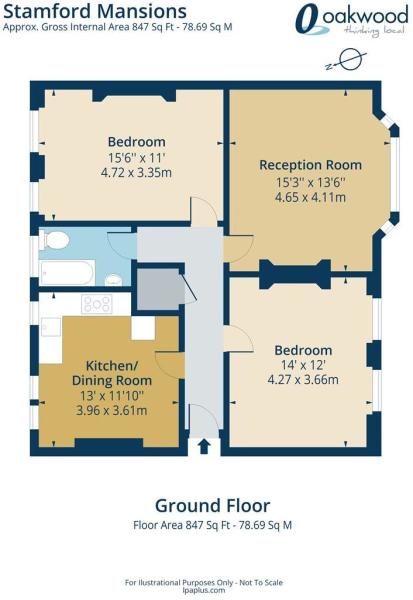 Stamford Mansions
Approx. Gross Internal Area 847 Sq Ft - 78.69 Sq M
oakwood
thinking local
Bedroom
15'6" x 11'
4.72 x 3.35m
Reception Room
15'3" x 13'6"
4.65 x 4.11m
Kitchen/
Dining Room
13' x 11'10"
3.96 x 3.61m
Bedroom
14' x 12'
4.27 x 3.66m
Ground Floor
Floor Area 847 Sq Ft - 78.69 Sq M
For Illustrational Purposes Only - Not To Scale
lpaplus.com